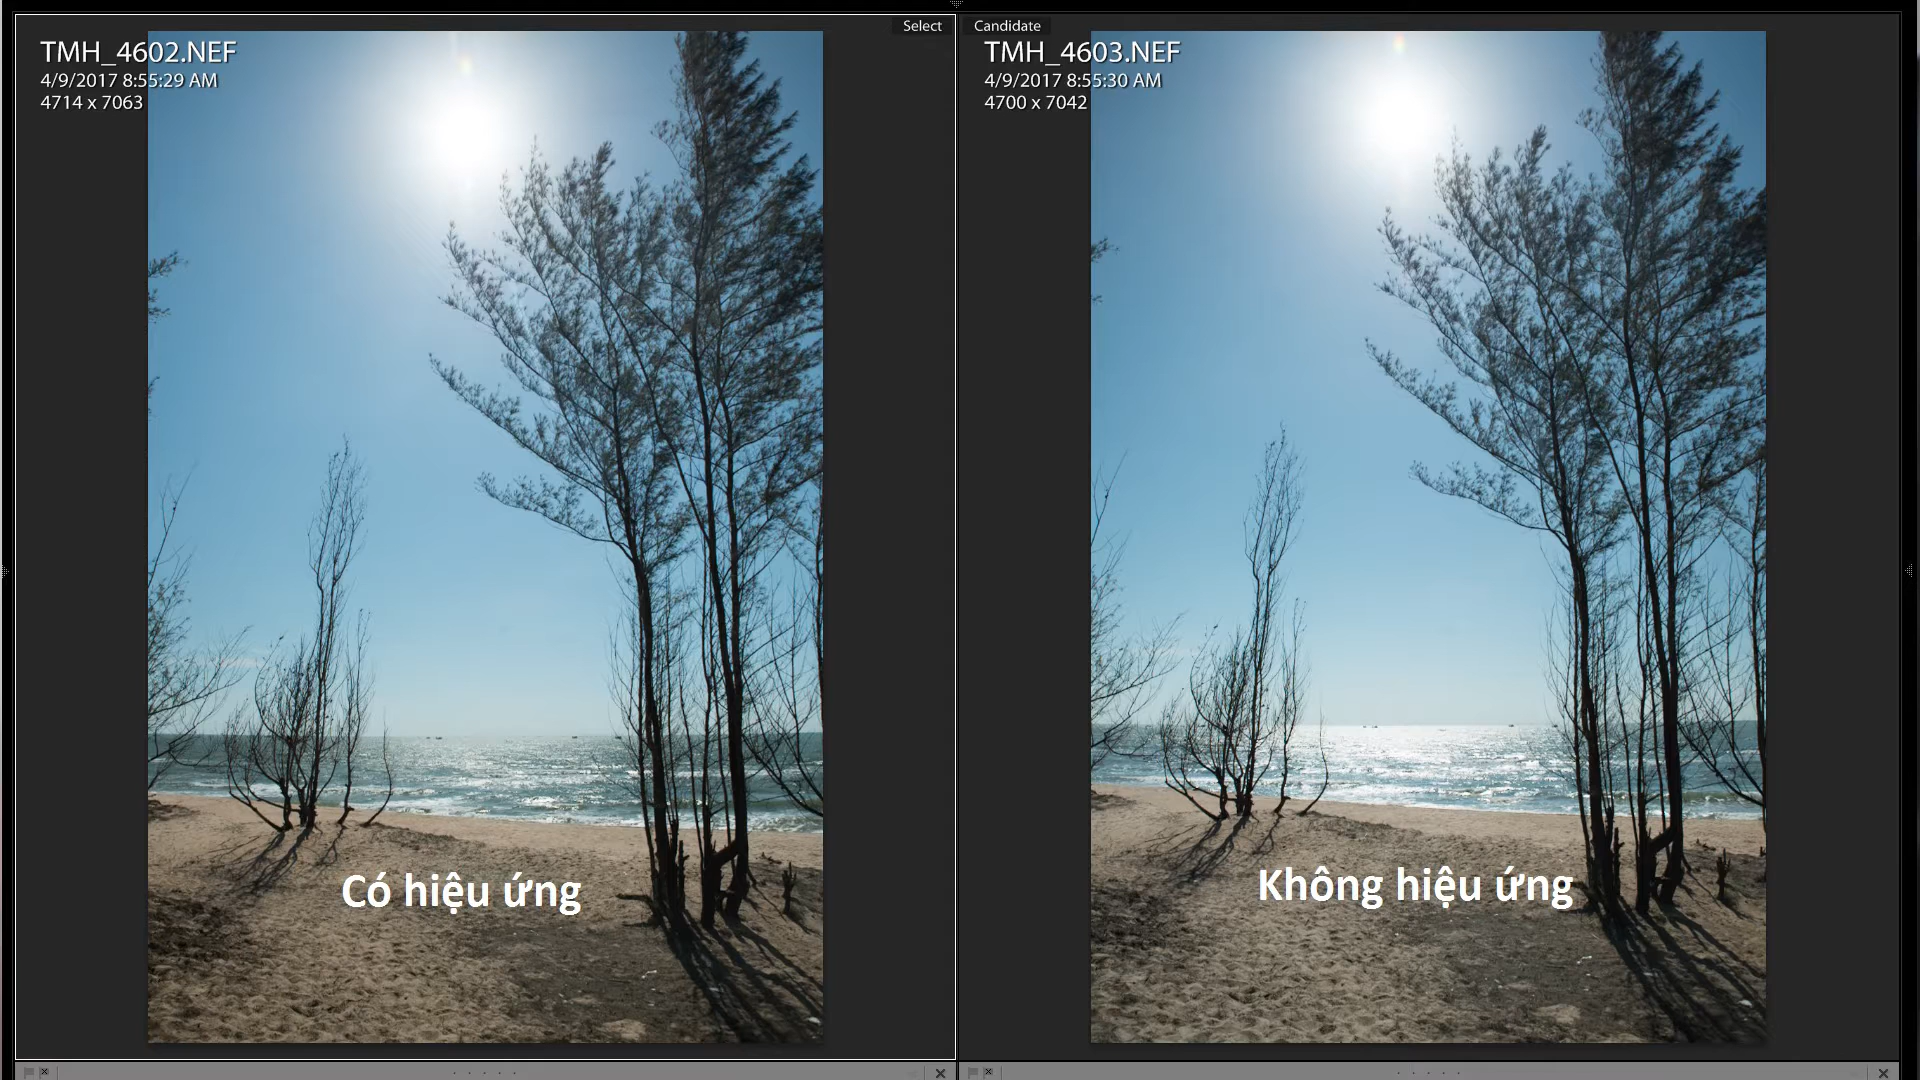 Select
TMH_4602.NEF
4/9/2017 8:55:29 AM
4714 x 7063
Có hiệu ứng
Candidate
TMH_4603.NEF
4/9/2017 8:55:30 AM
4700 x 7042
Không hiệu ứng